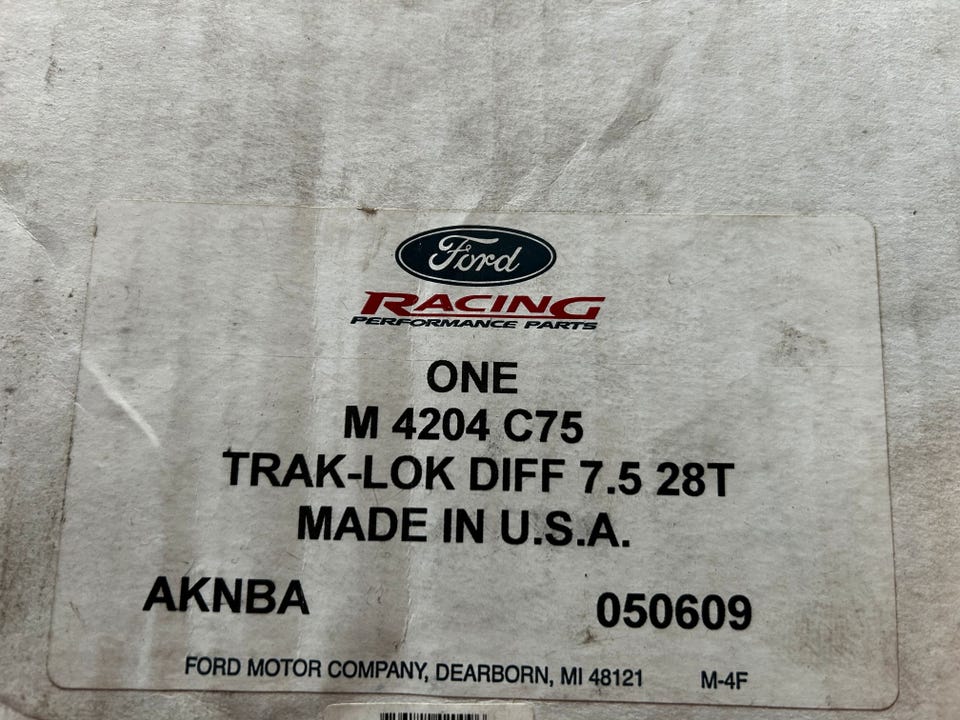 Ford
RACING
PERFORMANCE PARTS
ONE
M 4204 C75
TRAK-LOK DIFF 7.5 28T
MADE IN U.S.A.
AKNBA 050609
FORD MOTOR COMPANY, DEARBORN, MI 48121 M-4F